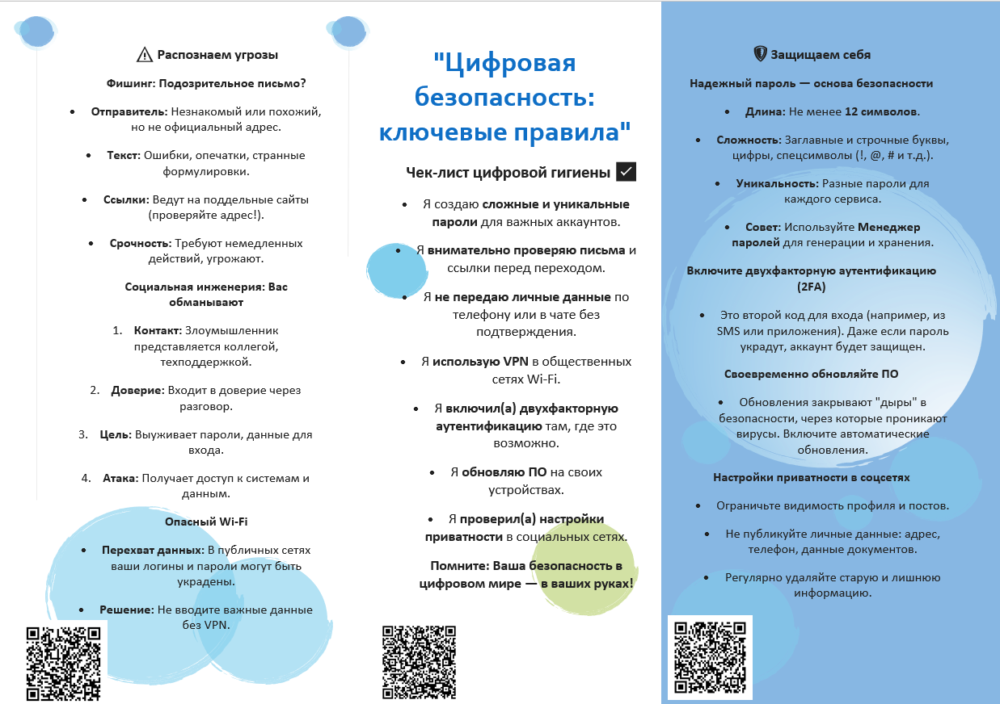 ⚠ Распознаем угрозы
Фишинг: Подозрительное письмо?
• Отправитель: Незнакомый или похожий,
но не официальный адрес.
• Текст: Ошибки, опечатки, странные
формулировки.
• Ссылки: Ведут на поддельные сайты
(проверяйте адрес!).
• Срочность: Требуют немедленных
действий, угрожают.
Социальная инженерия: Вас
обманывают
1. Контакт: Злоумышленник
представляется коллегой,
техподдержкой.
2. Доверие: Входит в доверие через
разговор.
3. Цель: Выуживает пароли, данные для
входа.
4. Атака: Получает доступ к системам и
данным.
Опасный Wi-Fi
• Перехват данных: В публичных сетях
ваши логины и пароли могут быть
украдены.
• Решение: Не вводите важные данные
без VPN.
"Цифровая
безопасность:
ключевые правила"
Чек-лист цифровой гигиены
• Я создаю сложные и уникальные
пароли для важных аккаунтов.
• Я внимательно проверяю письма и
ссылки перед переходом.
• Я не передаю личные данные по
телефону или в чате без
подтверждения.
• Я использую VPN в общественных
сетях Wi-Fi.
• Я включил(а) двухфакторную
аутентификацию там, где это
возможно.
• Я обновляю ПО на своих
устройствах.
• Я проверил(а) настройки
приватности в социальных сетях.
Помните: Ваша безопасность в
цифровом мире — в ваших руках!
Защищаем себя
Надежный пароль — основа безопасности
• Длина: Не менее 12 символов.
• Сложность: Заглавные и строчные буквы,
цифры, спецсимволы (!, @, # и т.д.).
• Уникальность: Разные пароли для
каждого сервиса.
• Совет: Используйте Менеджер
паролей для генерации и хранения.
Включите двухфакторную аутентификацию
(2FA)
• Это второй код для входа (например, из
SMS или приложения). Даже если пароль
украдут, аккаунт будет защищен.
Своевременно обновляйте ПО
• Обновления закрывают "дыры" в
безопасности, через которые проникают
вирусы. Включите автоматические
обновления.
Настройки приватности в соцсетях
• Ограничьте видимость профиля и постов.
• Не публикуйте личные данные: адрес,
телефон, данные документов.
• Регулярно удаляйте старую и лишнюю
информацию.